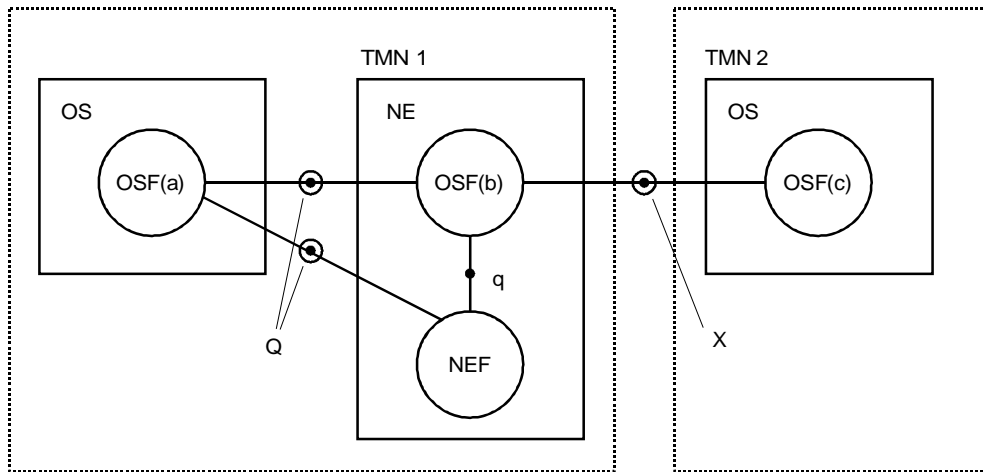 TMN 1
TMN 2
OS
NE
OS
OSF(a)
OSF(b)
OSF(c)
q
Q
X
NEF